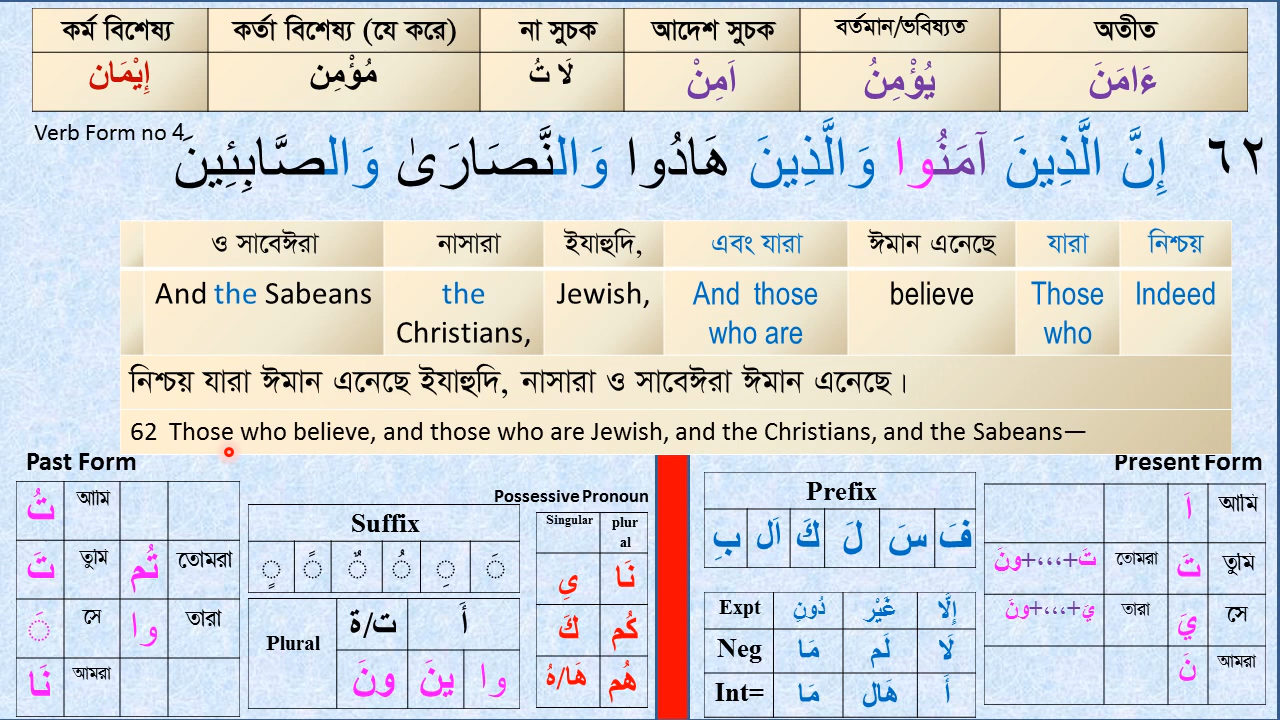 কর্ম বিশেষ্য কর্তা বিশেষ্য (যে করে) না সুচক আদেশ সুচক বর্তমান/ভবিষ্যত অতীত
إِيْمَان مُؤْمِن لَا تُ اَمِنْ يُؤْمِنُ ءَامَنَ
Verb Form no 4
٦٢ إِنَّ الَّذِينَ آمَنُوا وَالَّذِينَ هَادُوا وَالنَّصَارَىٰ وَالصَّابِئِينَ
ও সাবেঈরা নাসারা ইযাহুদি, এবং যারা ঈমান এনেছে যারা নিশ্চয়
And the Sabeans the Christians, Jewish, And those who are believe Those who Indeed
নিশ্চয় যারা ঈমান এনেছে ইযাহুদি, নাসারা ও সাবেঈরা ঈমান এনেছে।
62 Those who believe, and those who are Jewish, and the Christians, and the Sabeans—
Past Form
تُ আমি
تَ তুমি تُم তোমরা
◌َ সে وا তারা
نَا আমরা
Suffix
◌ٍ ◌ً ◌ٌ ◌ُ ◌ِ ◌َ
Plural ت/ة أَ
ونَ ينَ وا
Possessive Pronoun
Singular plural
ي نَا
كَ كُم
هَا/هُ هُم
Prefix
بِ اَل كَ لَ سَ فَ
Expt دُونِ غَيْر إِلَّا
Neg مَا لَم لَا
Int= مَا هَال أَ
Present Form
اَ আমি
تَ+،،،+ونَ তোমরা تَ তুমি
يَ+،،،+ونَ তারা يَ সে
نَ আমরা